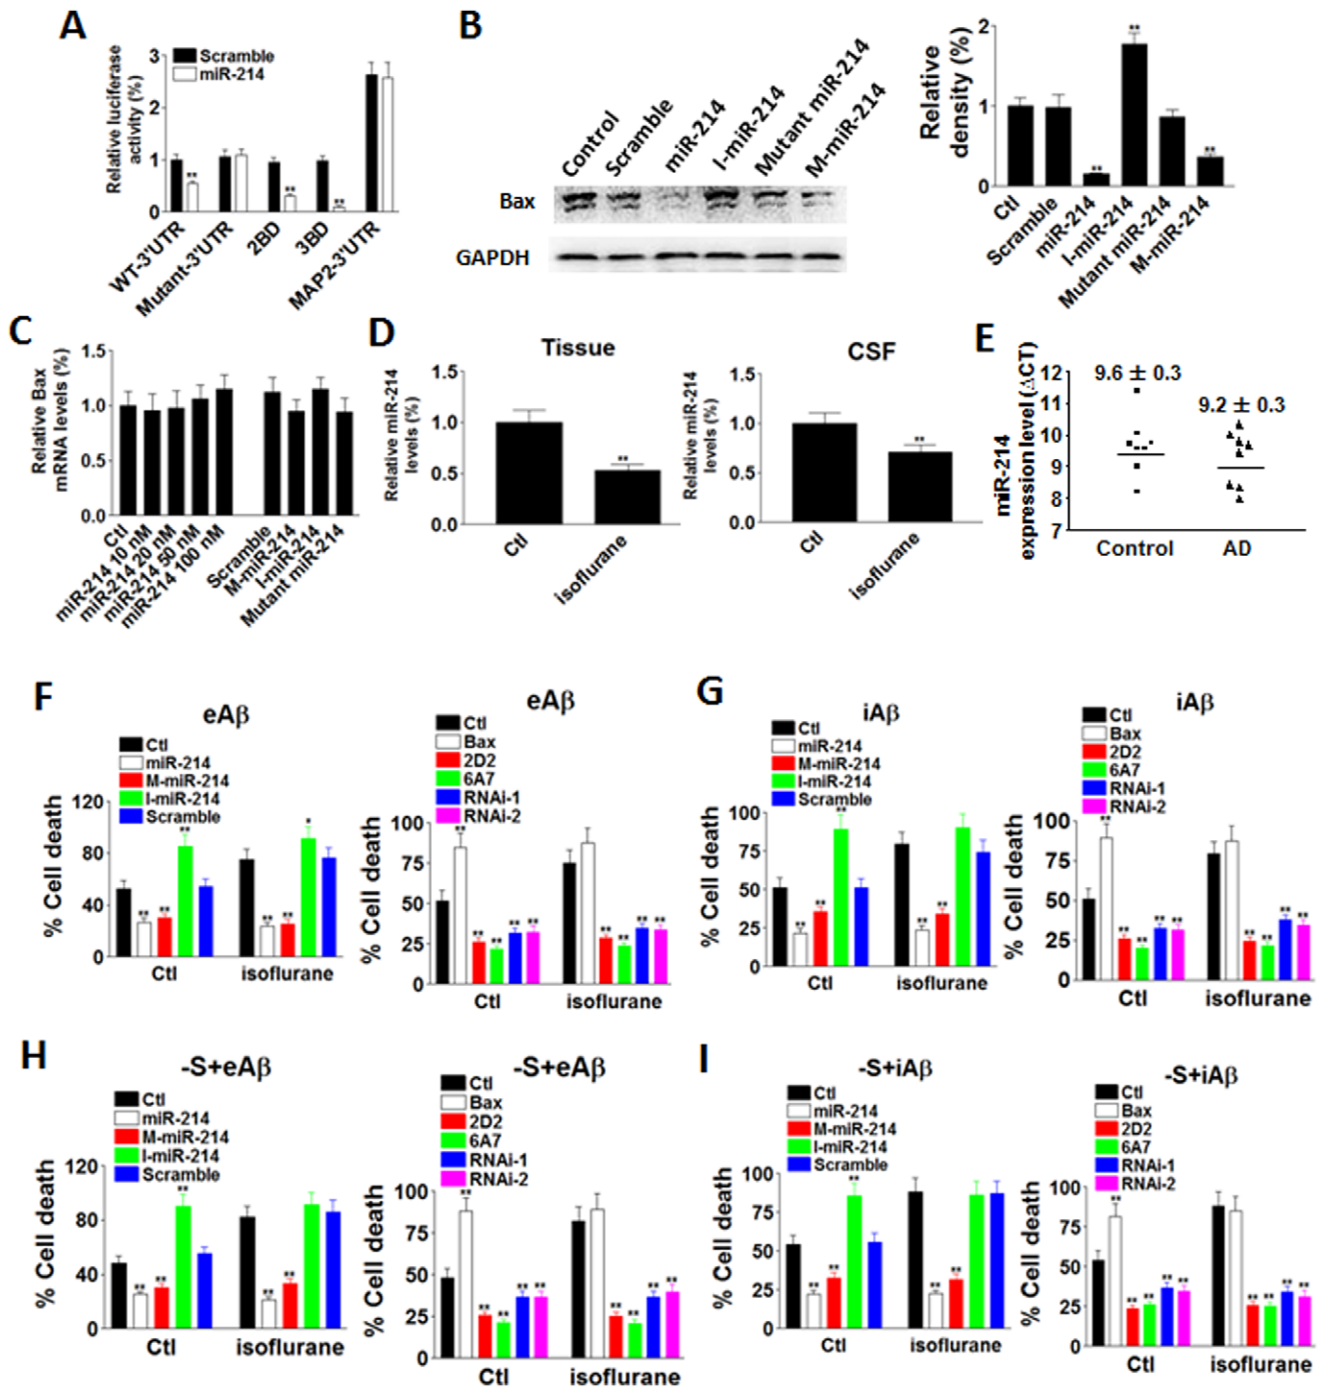 A
Relative luciferase
activity (%)
3
2
1
0
Scramble
miR-214
**
**
**
WT-3'UTR
Mutant-3'UTR
2BD
3BD
MAP2-3'UTR
B
Control
Scramble
miR-214
I-miR-214
Mutant miR-214
M-miR-214
Bax
GAPDH
Relative
density (%)
2
1
0
**
**
**
Ctl
Scramble
miR-214
I-miR-214
Mutant miR-214
M-miR-214
C
Relative Bax
mRNA levels (%)
1.5
1.0
0.5
0.0
Ctl
miR-214 10 nM
miR-214 20 nM
miR-214 50 nM
miR-214 100 nM
Scramble
M-miR-214
I-miR-214
Mutant miR-214
D
Tissue
Relative miR-214
levels (%)
1.5
1.0
0.5
0.0
**
Ctl
isoflurane
CSF
Relative miR-214
levels (%)
1.5
1.0
0.5
0.0
**
Ctl
isoflurane
E
miR-214
expression level (ΔCT)
12
11
10
9
8
7
9.6 ± 0.3
9.2 ± 0.3
Control
AD
F
eAβ
Ctl
miR-214
M-miR-214
I-miR-214
Scramble
% Cell death
120
80
40
0
** ** **
** ** *
Ctl
isoflurane
eAβ
Ctl
Bax
2D2
6A7
RNAi-1
RNAi-2
% Cell death
100
75
50
25
0
** ** ** ** **
** ** ** **
Ctl
isoflurane
G
iAβ
Ctl
miR-214
M-miR-214
I-miR-214
Scramble
% Cell death
100
75
50
25
0
** ** **
** **
Ctl
isoflurane
iAβ
Ctl
Bax
2D2
6A7
RNAi-1
RNAi-2
% Cell death
100
75
50
25
0
** ** ** ** **
** ** ** **
Ctl
isoflurane
H
-S+eAβ
Ctl
miR-214
M-miR-214
I-miR-214
Scramble
% Cell death
120
80
40
0
** ** **
** **
Ctl
isoflurane
-S+eAβ
Ctl
Bax
2D2
6A7
RNAi-1
RNAi-2
% Cell death
100
75
50
25
0
** ** ** ** **
** ** ** **
Ctl
isoflurane
I
-S+iAβ
Ctl
miR-214
M-miR-214
I-miR-214
Scramble
% Cell death
100
75
50
25
0
** ** **
** **
Ctl
isoflurane
-S+iAβ
Ctl
Bax
2D2
6A7
RNAi-1
RNAi-2
% Cell death
100
75
50
25
0
** ** ** ** **
** ** ** **
Ctl
isoflurane